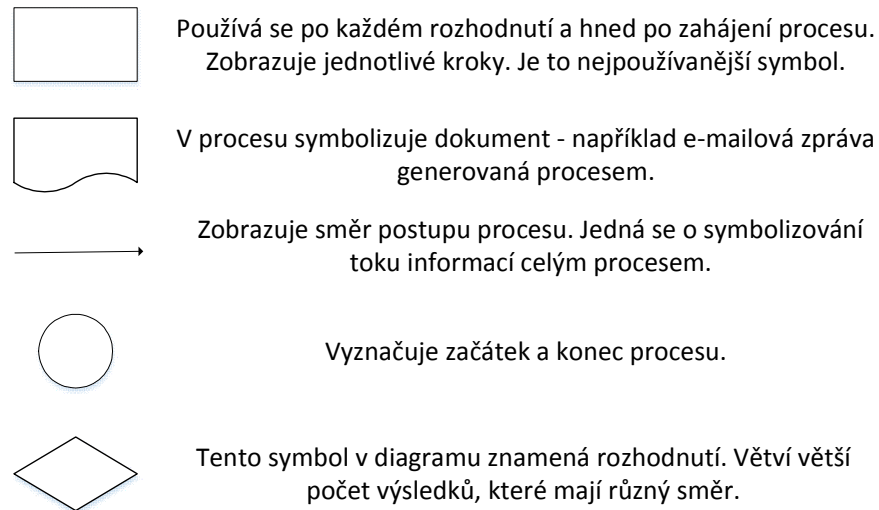 Používá se po každém rozhodnutí a hned po zahájení procesu.
Zobrazuje jednotlivé kroky. Je to nejpoužívanější symbol.
V procesu symbolizuje dokument - například e-mailová zpráva
generovaná procesem.
Zobrazuje směr postupu procesu. Jedná se o symbolizování
toku informací celým procesem.
Vyznačuje začátek a konec procesu.
Tento symbol v diagramu znamená rozhodnutí. Větví větší
počet výsledků, které mají různý směr.